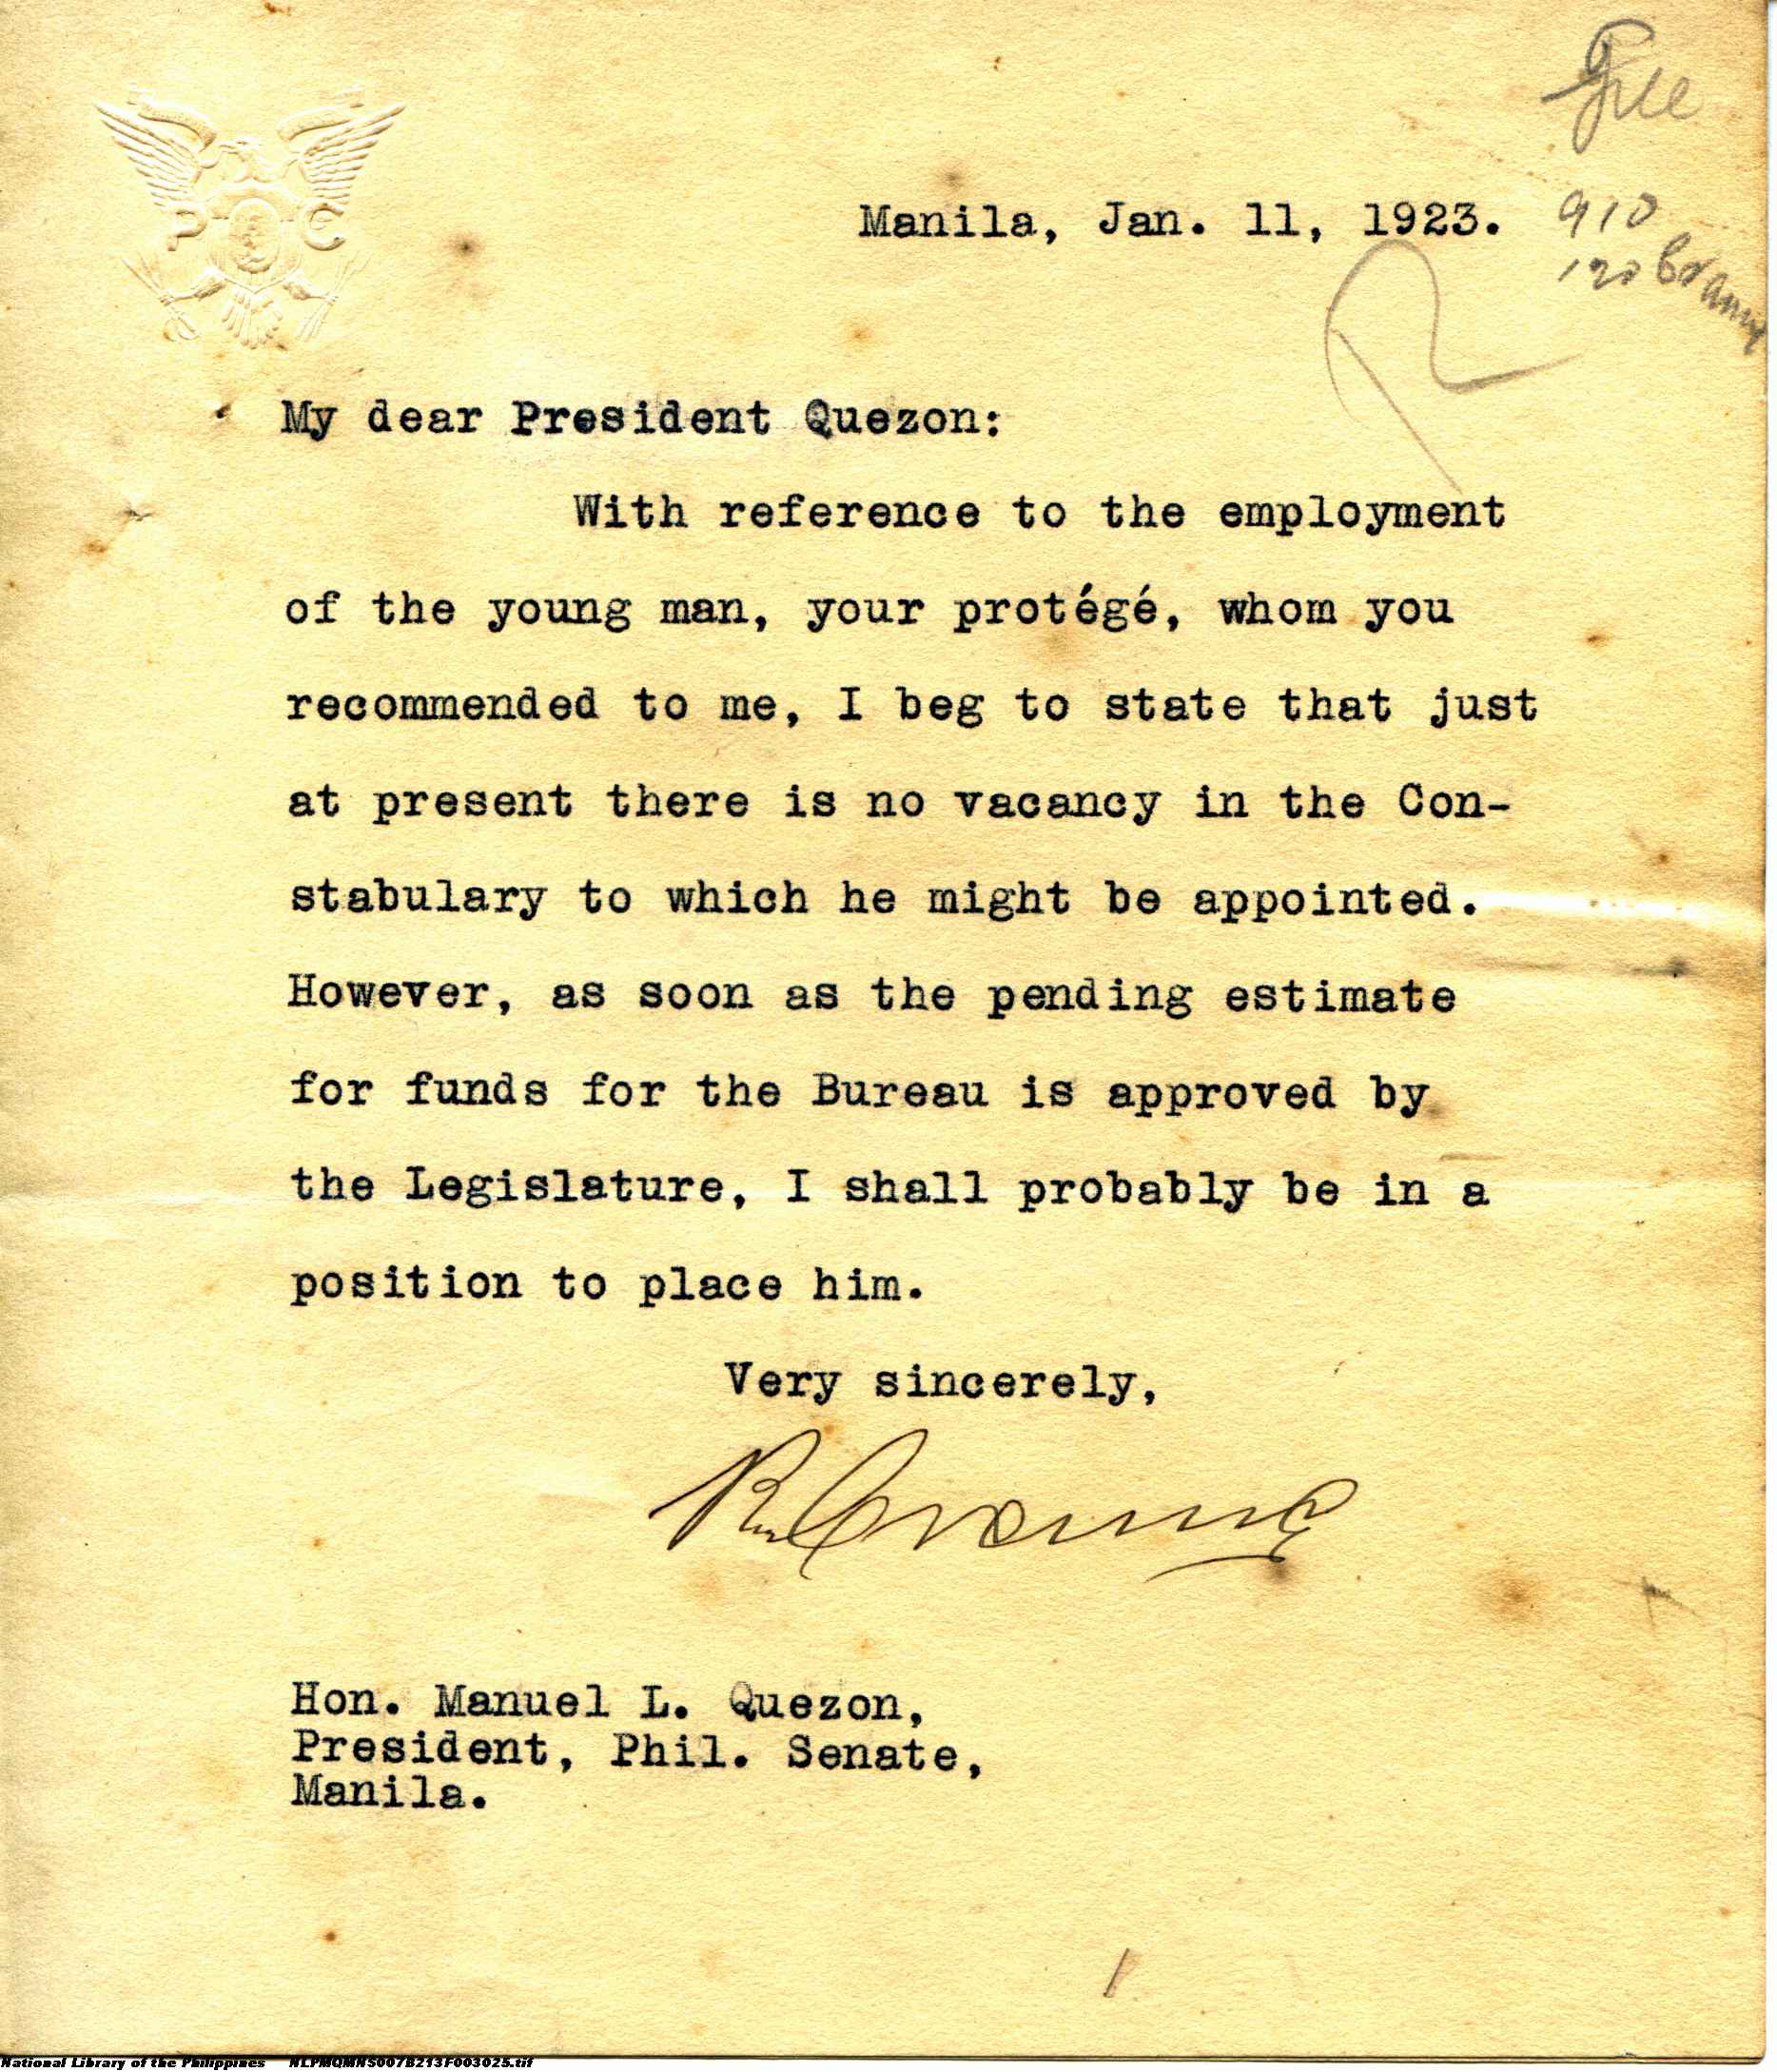 File
P C
Manila, Jan. 11, 1923.
910
My dear President Quezon:
With reference to the employment
of the young man, your protégé, whom you
recommended to me, I beg to state that just
at present there is no vacancy in the Con-
stabulary to which he might be appointed.
However, as soon as the pending estimate
for funds for the Bureau is approved by
the Legislature, I shall probably be in a
position to place him.
Very sincerely,
Hon. Manuel L. Quezon,
President, Phil. Senate,
Manila.
National Library of the Philippines NLPMQMNS007B213F003025.tif